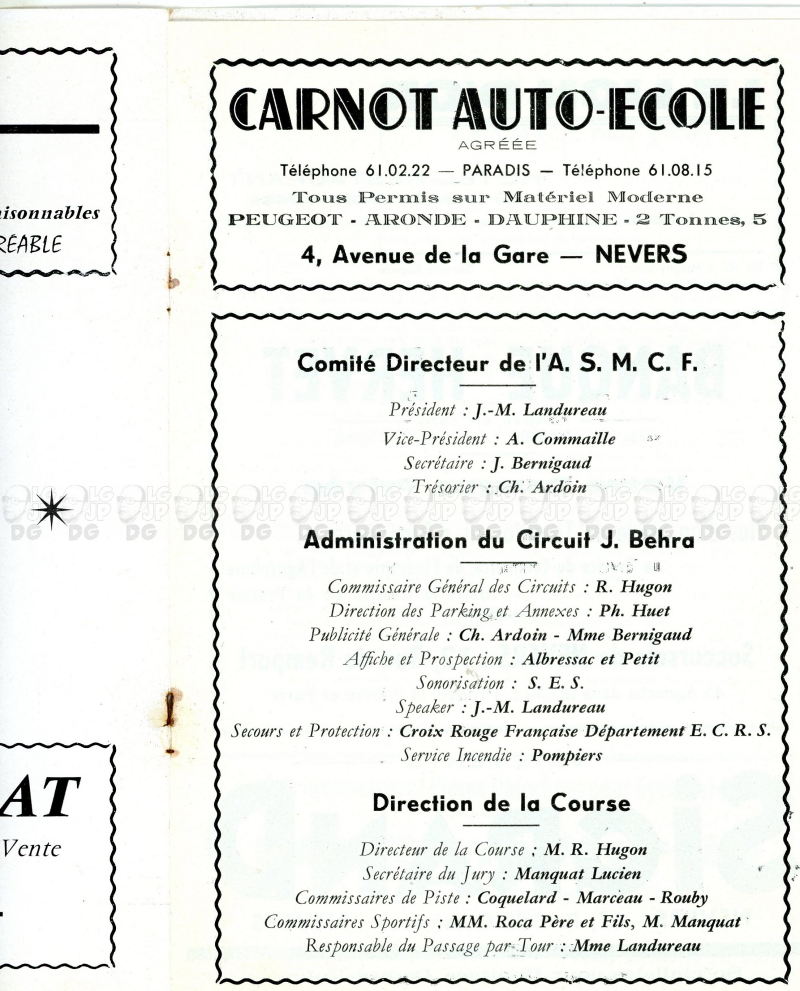 isonnables
RÉABLE
AT
Vente
CARNOT AUTO-ECOLE
AGRÉÉE
Téléphone 61.02.22 — PARADIS — Téléphone 61.08.15
Tous Permis sur Matériel Moderne
PEUGEOT - ARONDE - DAUPHINE - 2 Tonnes, 5
4, Avenue de la Gare — NEVERS
Comité Directeur de l'A. S. M. C. F.
Président : J.-M. Landureau
Vice-Président : A. Commaille
Secrétaire : J. Bernigaud
Trésorier : Ch. Ardoin
Administration du Circuit J. Behra
Commissaire Général des Circuits : R. Hugon
Direction des Parking et Annexes : Ph. Huet
Publicité Générale : Ch. Ardoin - Mme Bernigaud
Affiche et Prospection : Albressac et Petit
Sonorisation : S. E. S.
Speaker : J.-M. Landureau
Secours et Protection : Croix Rouge Française Département E. C. R. S.
Service Incendie : Pompiers
Direction de la Course
Directeur de la Course : M. R. Hugon
Secrétaire du Jury : Manquat Lucien
Commissaires de Piste : Coquelard - Marceau - Rouby
Commissaires Sportifs : MM. Roca Père et Fils, M. Manquat
Responsable du Passage par Tour : Mme Landureau